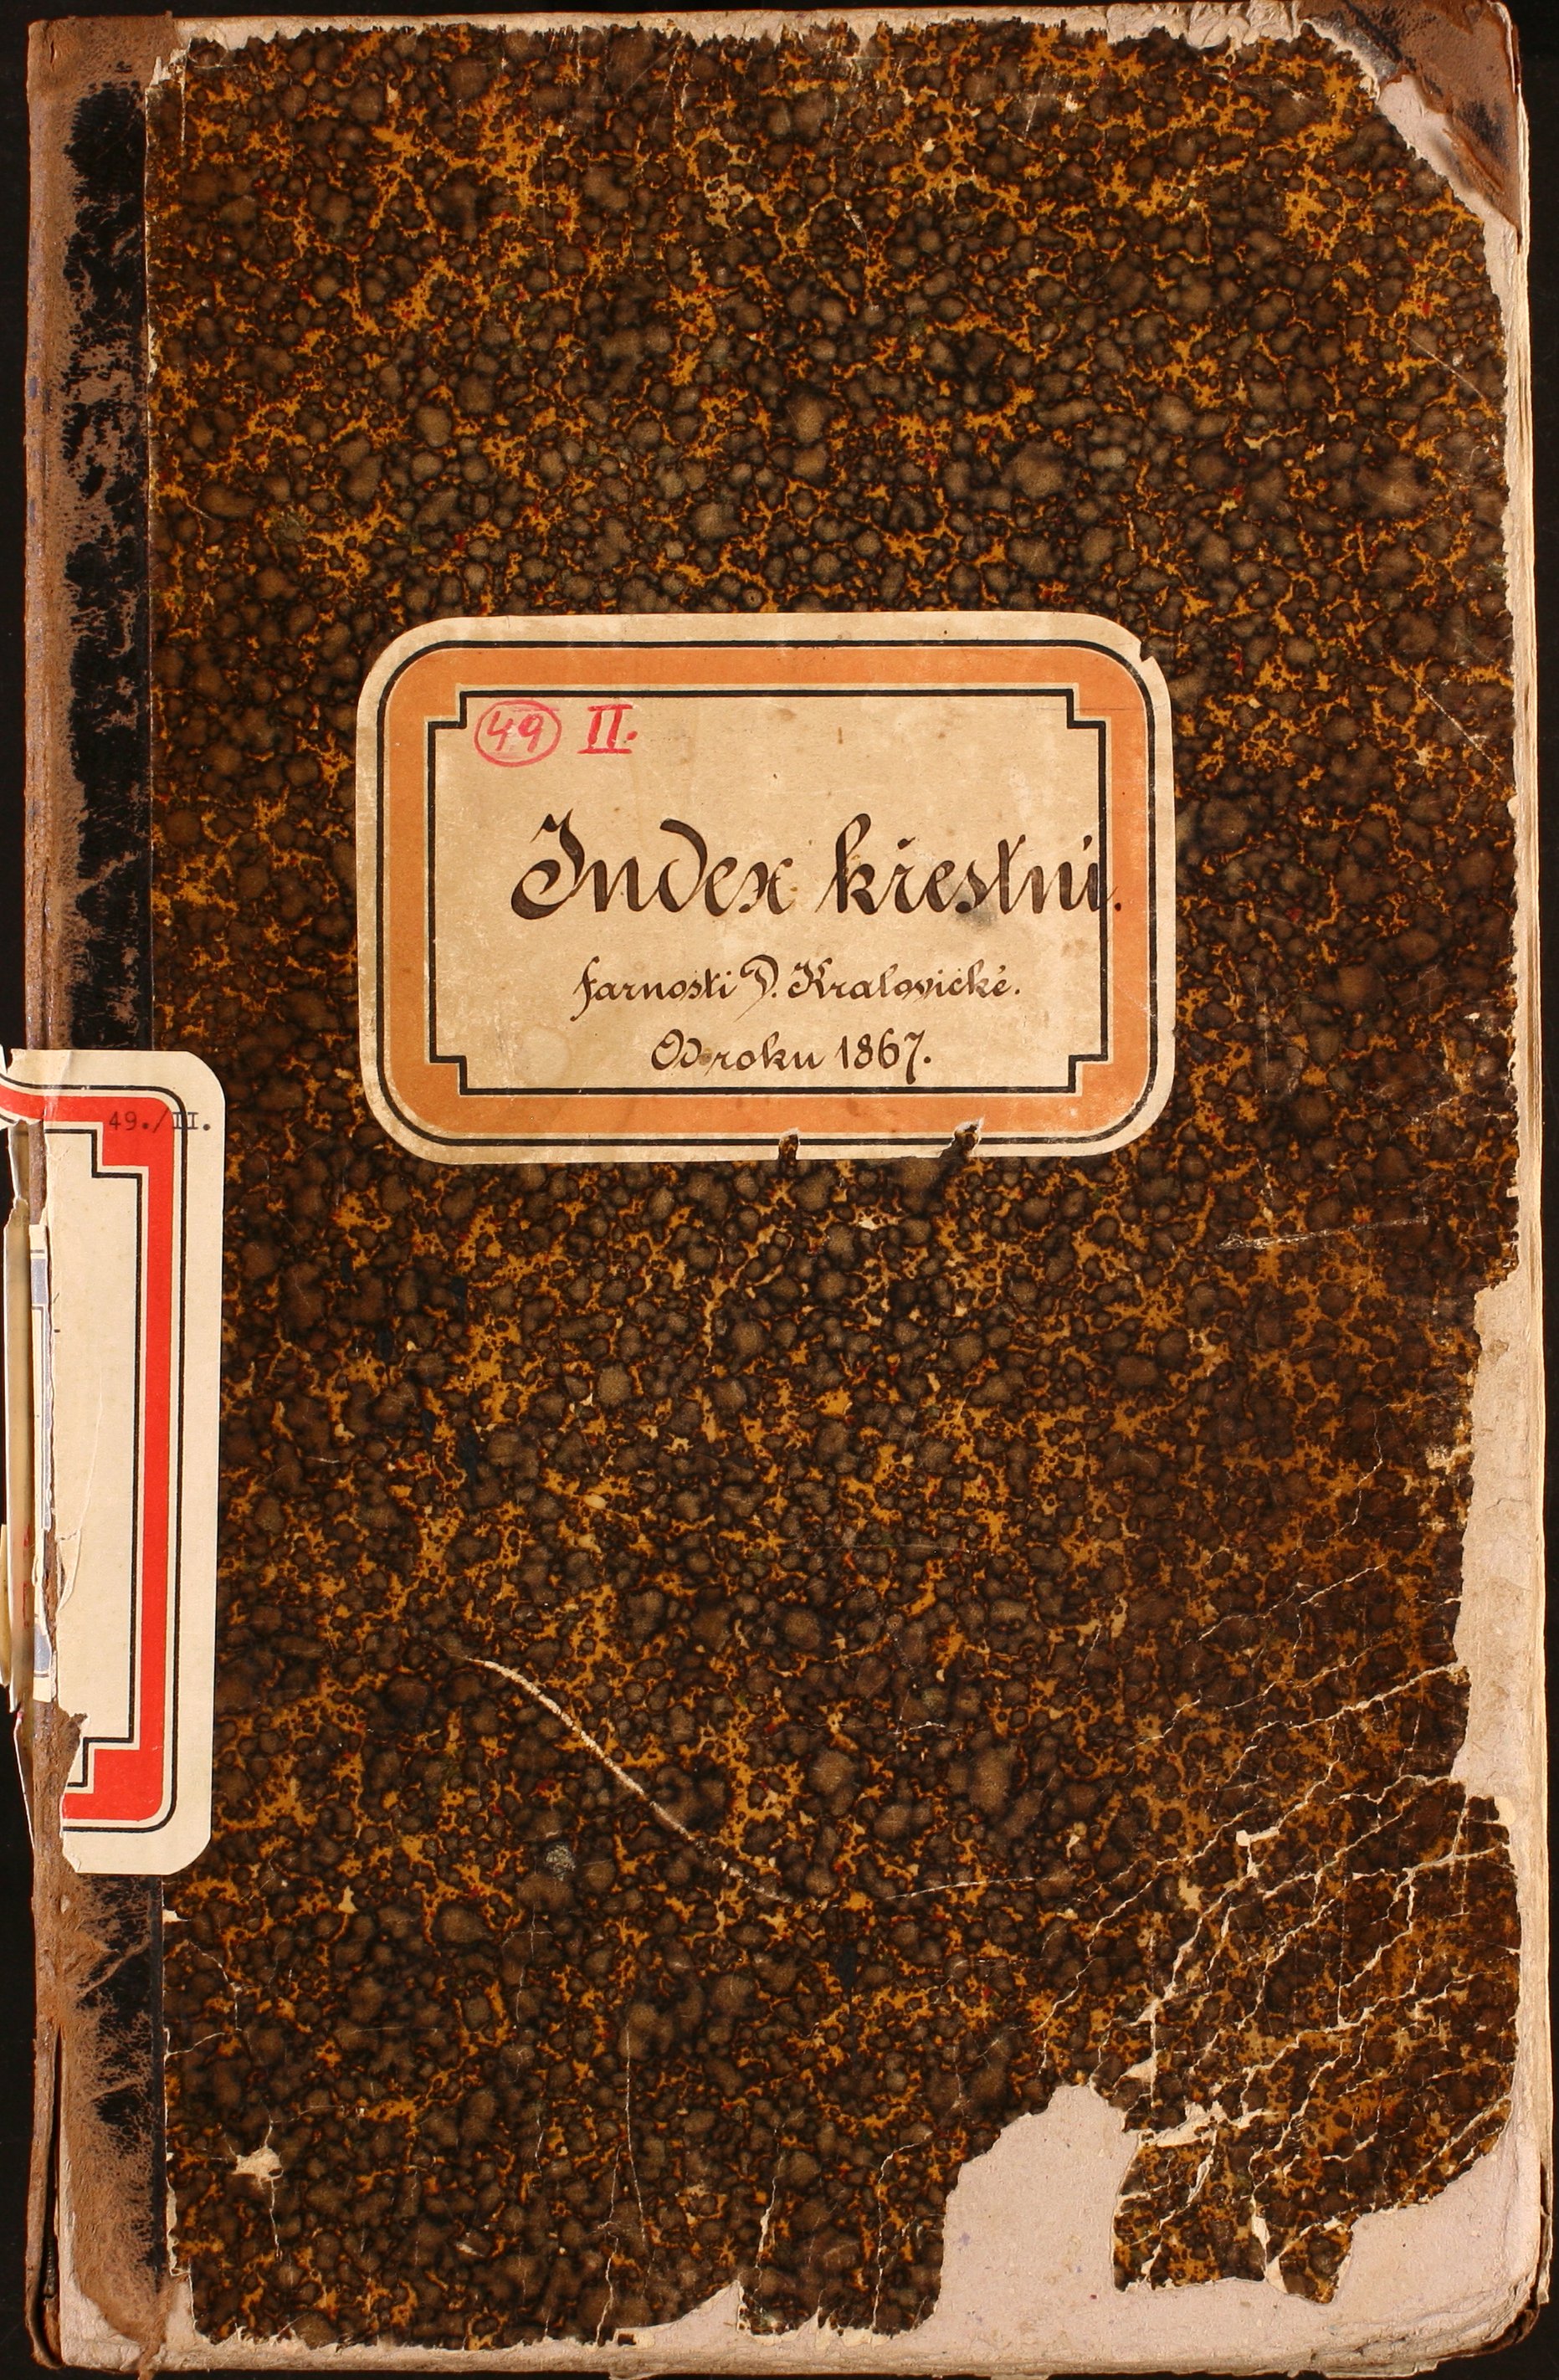 49 II.
Index křestní.
farnosti D. Kralovické.
Od roku 1867.
49./II.